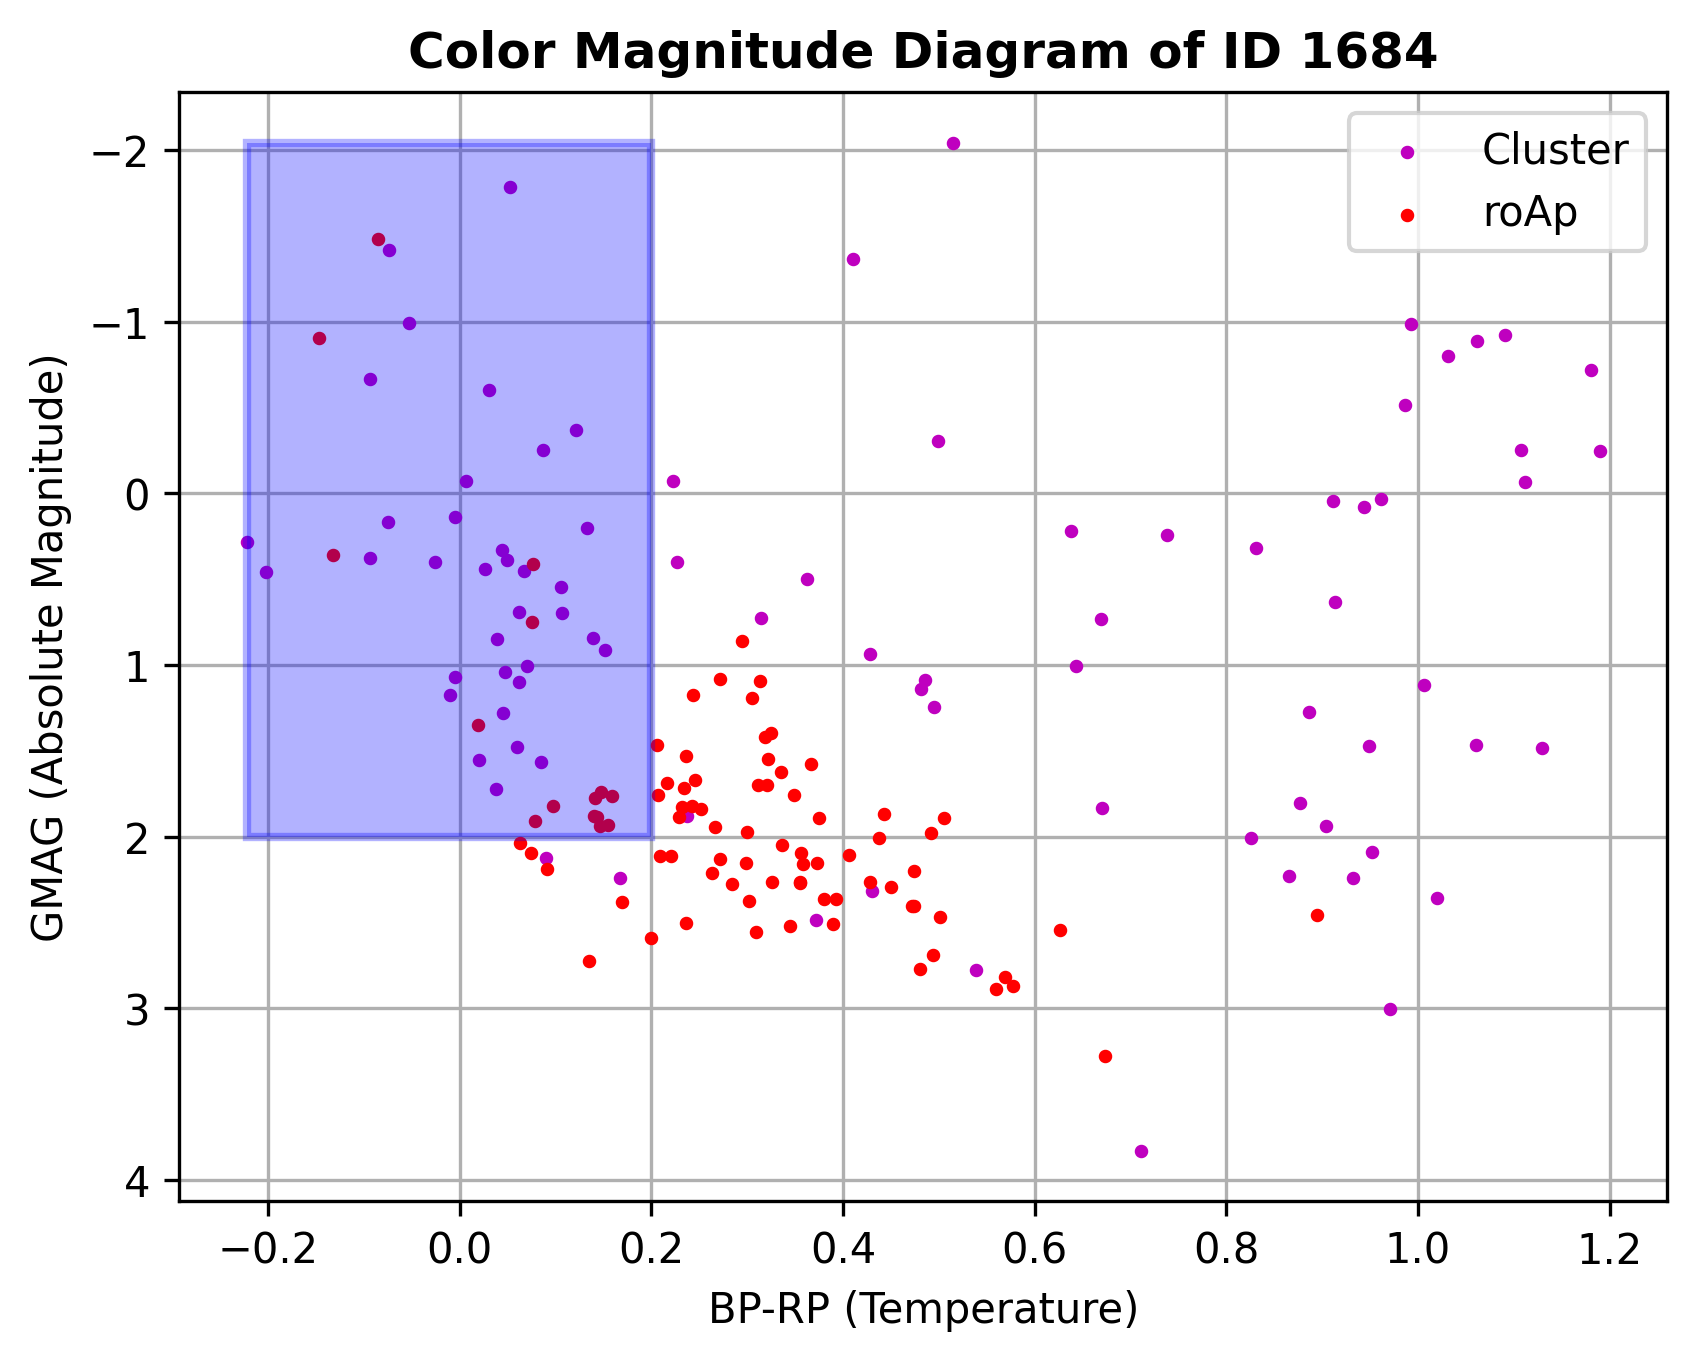 Color Magnitude Diagram of ID 1684
Cluster
roAp
GMAG (Absolute Magnitude)
−2
−1
0
1
2
3
4
−0.2 0.0 0.2 0.4 0.6 0.8 1.0 1.2
BP-RP (Temperature)